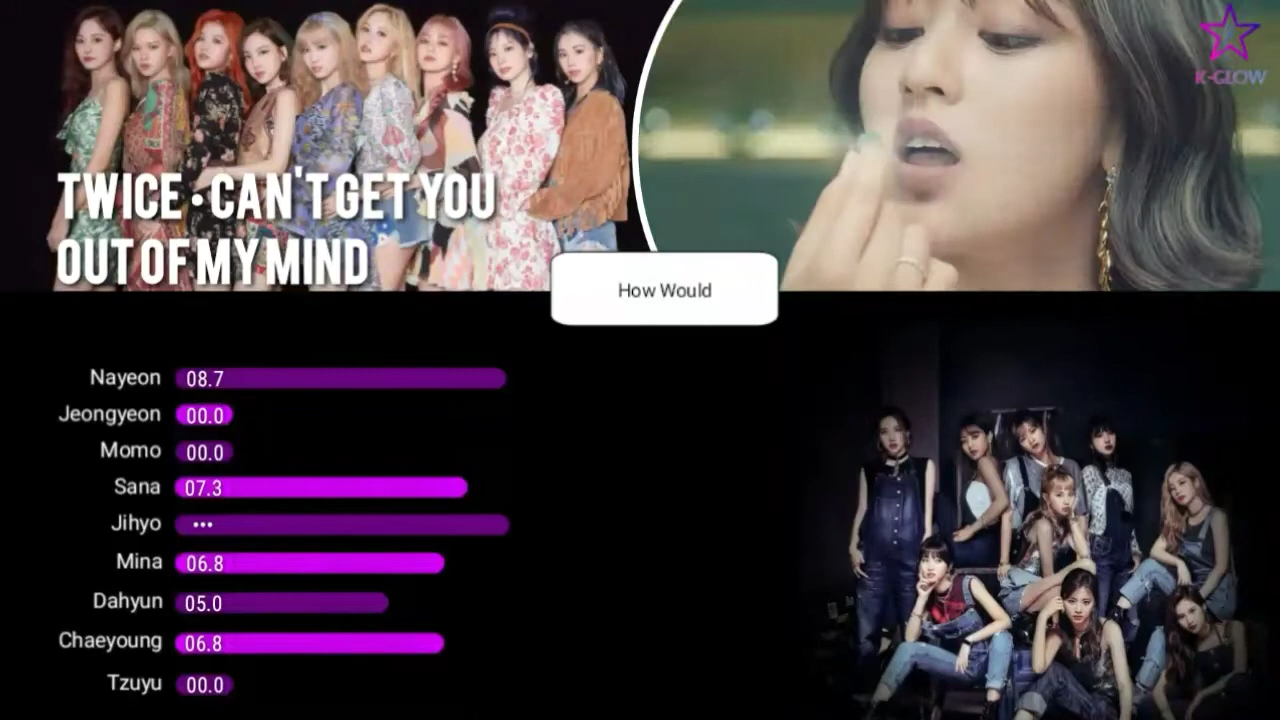 K-GLOW
TWICE • CAN'T GET YOU
OUT OF MY MIND
How Would
Nayeon 08.7
Jeongyeon 00.0
Momo 00.0
Sana 07.3
Jihyo •••
Mina 06.8
Dahyun 05.0
Chaeyoung 06.8
Tzuyu 00.0